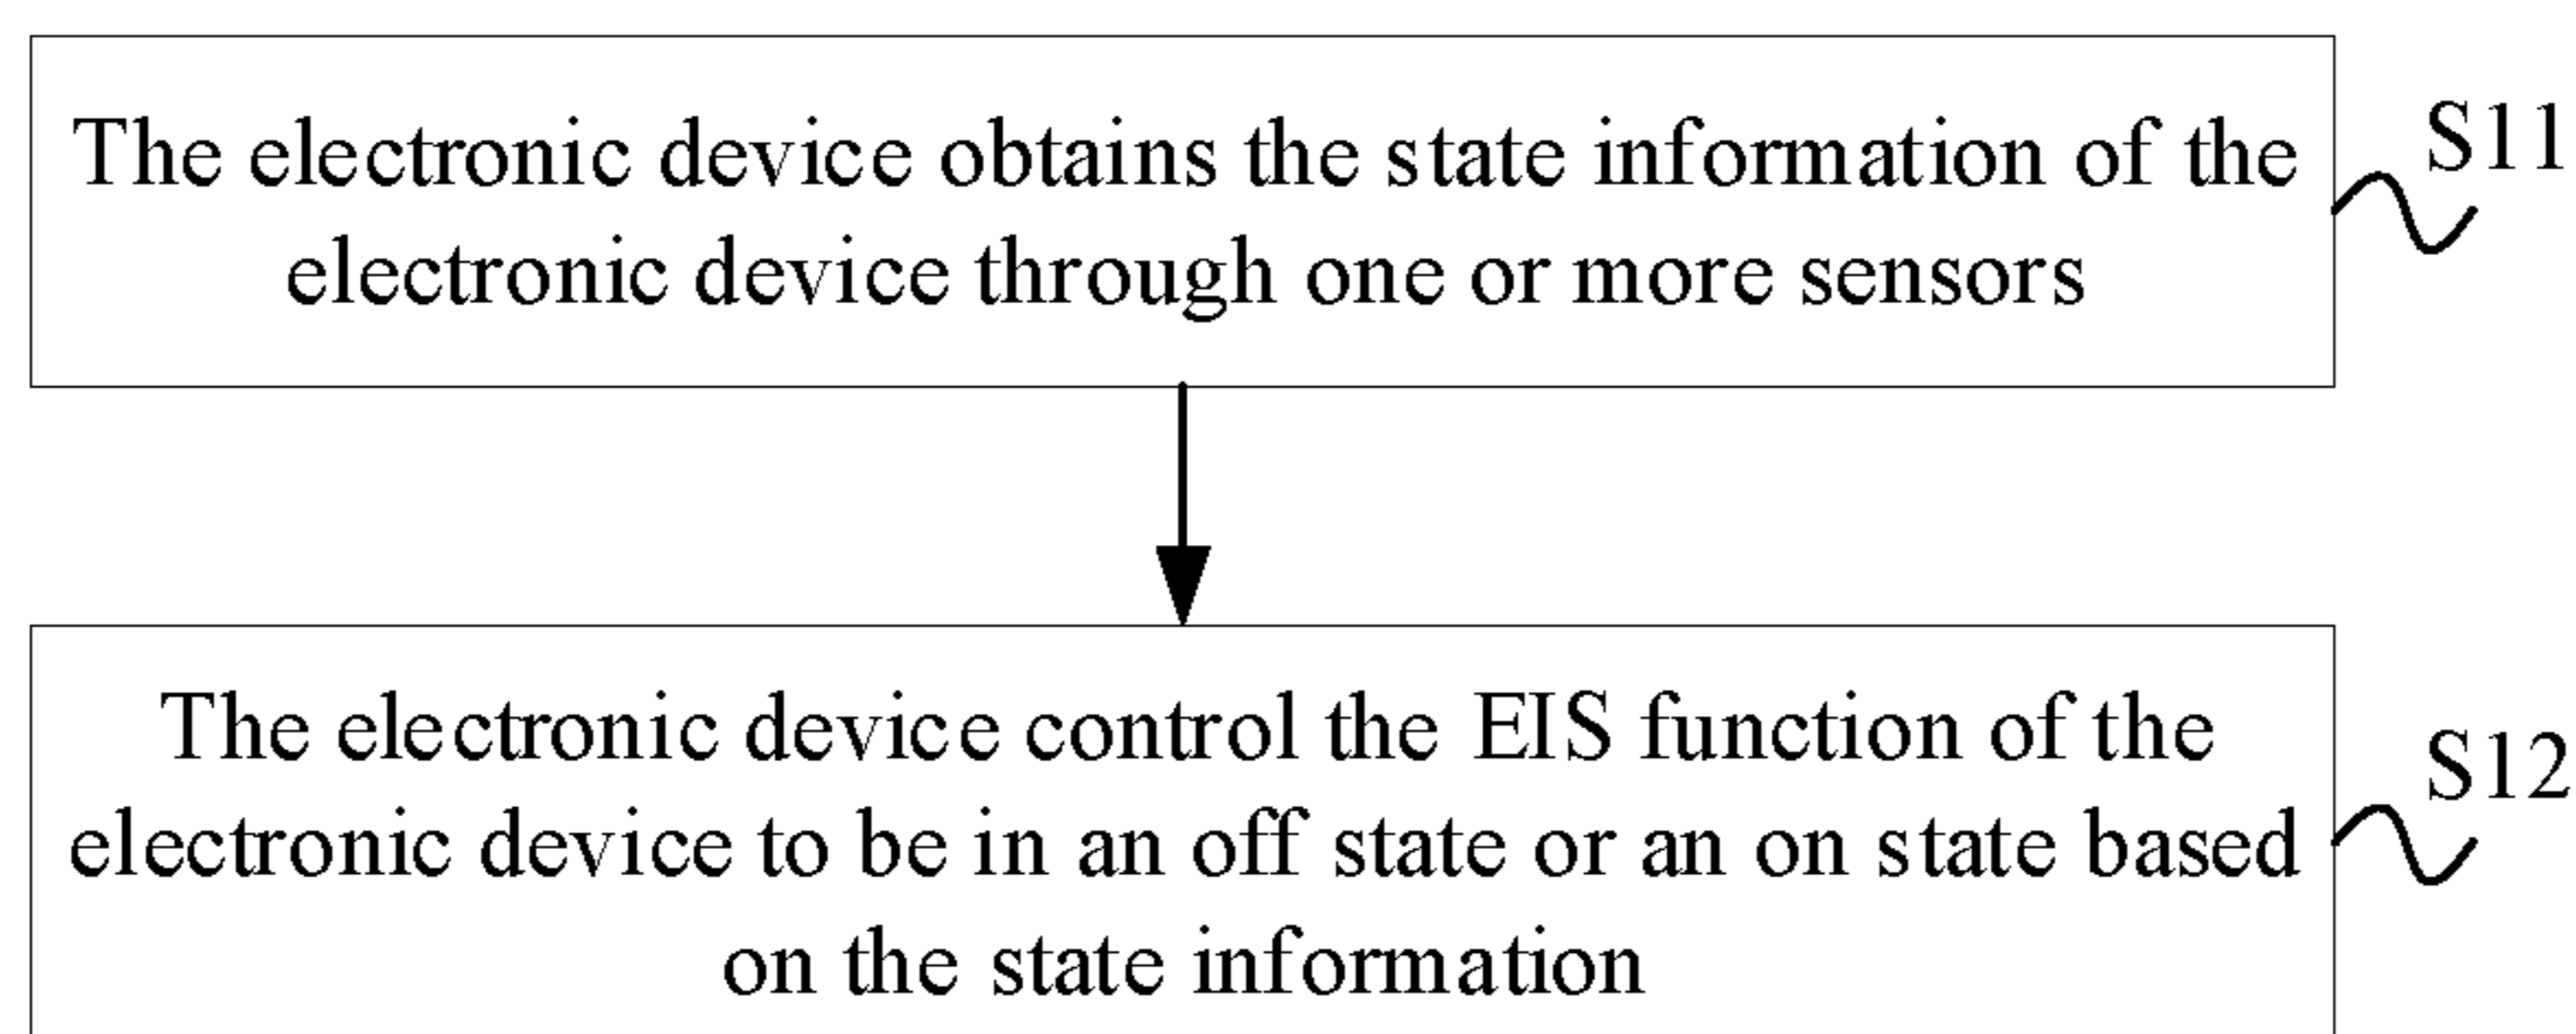 The electronic device obtains the state information of the
electronic device through one or more sensors
S11
The electronic device control the EIS function of the
electronic device to be in an off state or an on state based
on the state information
S12